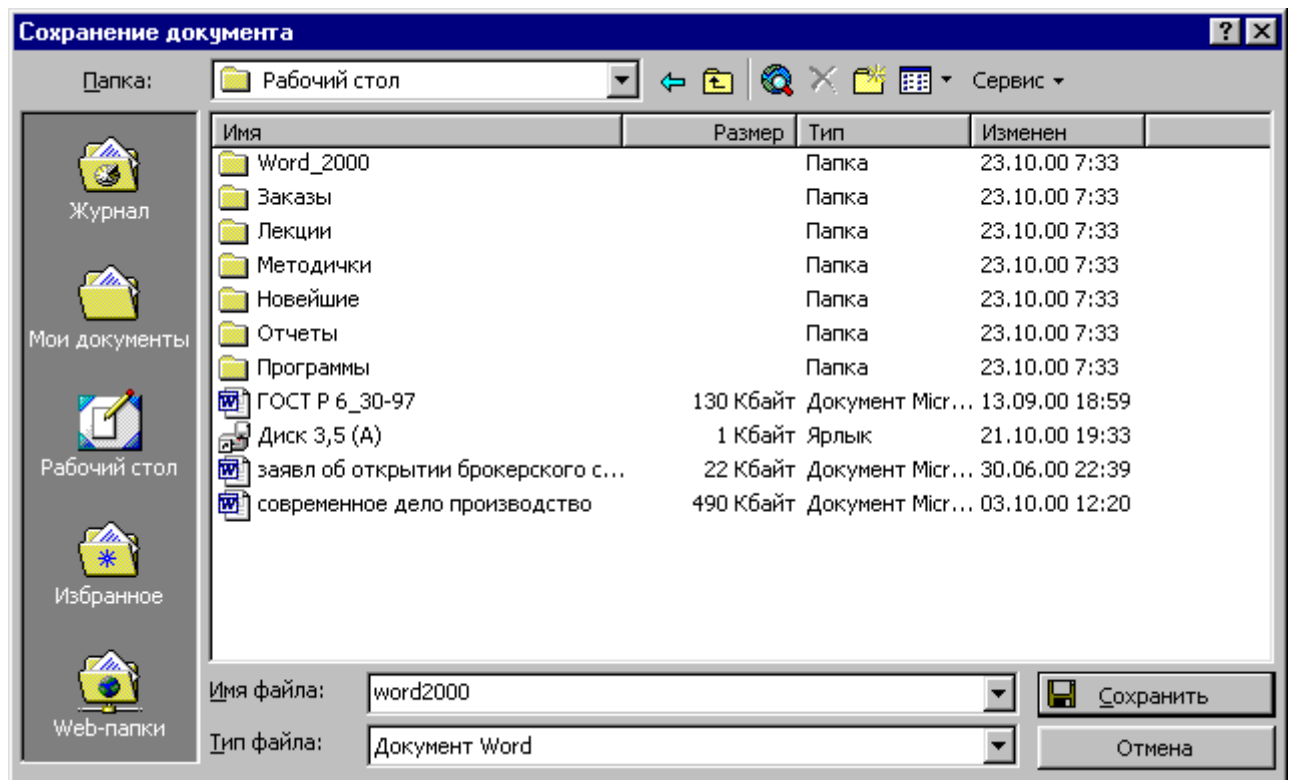 Сохранение документа
Папка: Рабочий стол Сервис
Имя Размер Тип Изменен
Word_2000 Папка 23.10.00 7:33
Заказы Папка 23.10.00 7:33
Лекции Папка 23.10.00 7:33
Методички Папка 23.10.00 7:33
Новейшие Папка 23.10.00 7:33
Отчеты Папка 23.10.00 7:33
Программы Папка 23.10.00 7:33
ГОСТ Р 6_30-97 130 Кбайт Документ Micr... 13.09.00 18:59
Диск 3,5 (A) 1 Кбайт Ярлык 21.10.00 19:33
заявл об открытии брокерского с... 22 Кбайт Документ Micr... 30.06.00 22:39
современное дело производство 490 Кбайт Документ Micr... 03.10.00 12:20
Журнал
Мои документы
Рабочий стол
Избранное
Web-папки
Имя файла: word2000 Сохранить
Тип файла: Документ Word Отмена